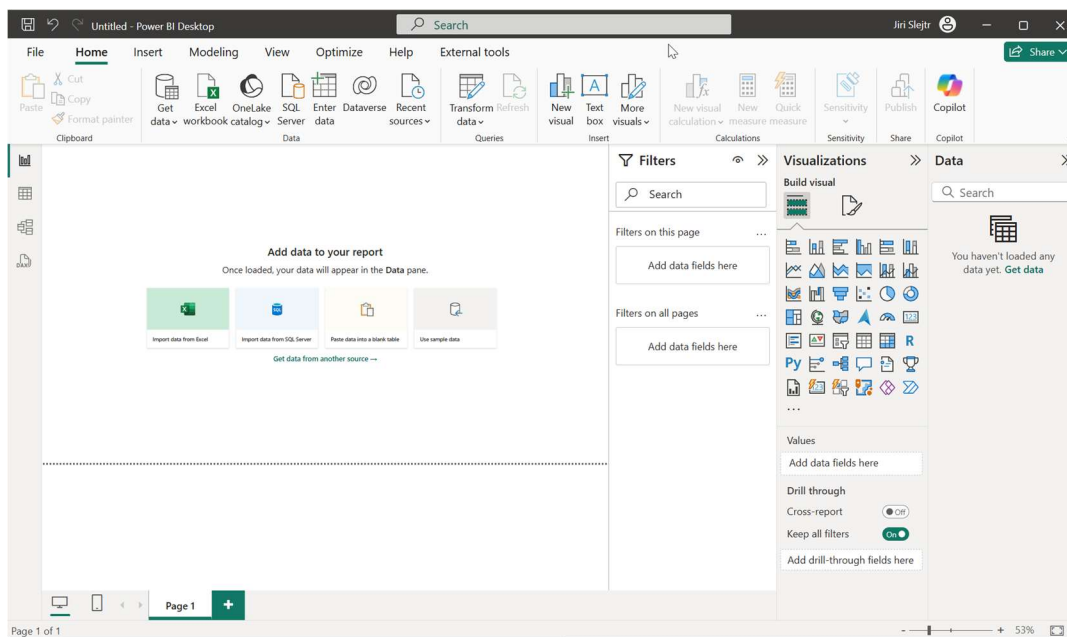 Untitled - Power BI Desktop
Search
Jiri Slejtr
File Home Insert Modeling View Optimize Help External tools
Share
Paste
Cut
Copy
Format painter
Clipboard
Get data
Excel workbook
OneLake catalog
SQL Server
Enter data
Dataverse
Recent sources
Data
Transform data
Refresh
Queries
New visual
Text box
More visuals
Insert
New visual calculation
New measure
Quick measure
Calculations
Sensitivity
Sensitivity
Publish
Share
Copilot
Copilot
DAX
Add data to your report
Once loaded, your data will appear in the Data pane.
Import data from Excel
SQL
Import data from SQL Server
Paste data into a blank table
Use sample data
Get data from another source →
Filters
Search
Filters on this page
...
Add data fields here
Filters on all pages
...
Add data fields here
Visualizations
Build visual
123
R
Py
123
...
Values
Add data fields here
Drill through
Cross-report
Off
Keep all filters
On
Add drill-through fields here
Data
Search
You haven't loaded any
data yet. Get data
Page 1
+
Page 1 of 1
- + 53%